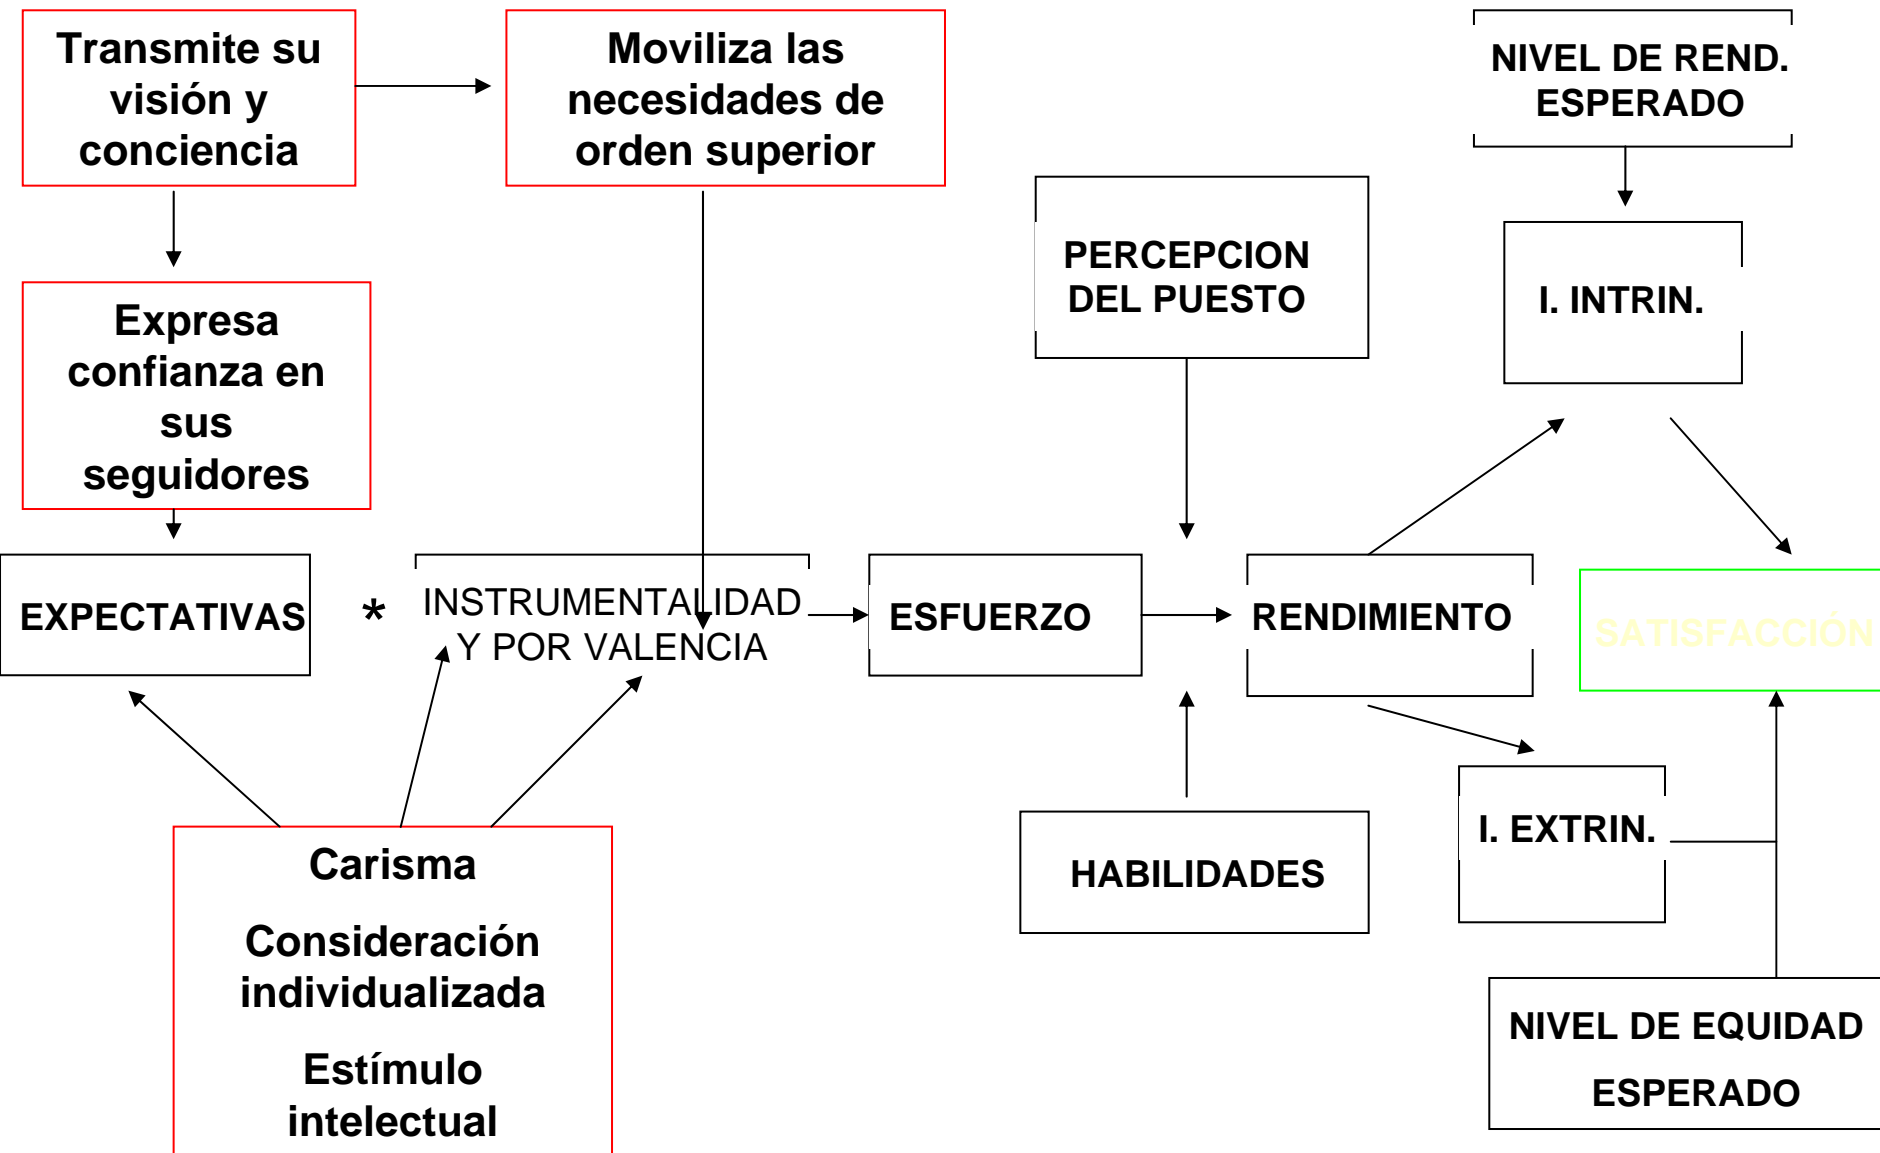 Transmite su
visión y
conciencia
Moviliza las
necesidades de
orden superior
NIVEL DE REND.
ESPERADO
PERCEPCION
DEL PUESTO
I. INTRIN.
Expresa
confianza en
sus
seguidores
EXPECTATIVAS
*
INSTRUMENTALIDAD
Y POR VALENCIA
ESFUERZO
RENDIMIENTO
SATISFACCIÓN
I. EXTRIN.
HABILIDADES
Carisma
Consideración
individualizada
Estímulo
intelectual
NIVEL DE EQUIDAD
ESPERADO